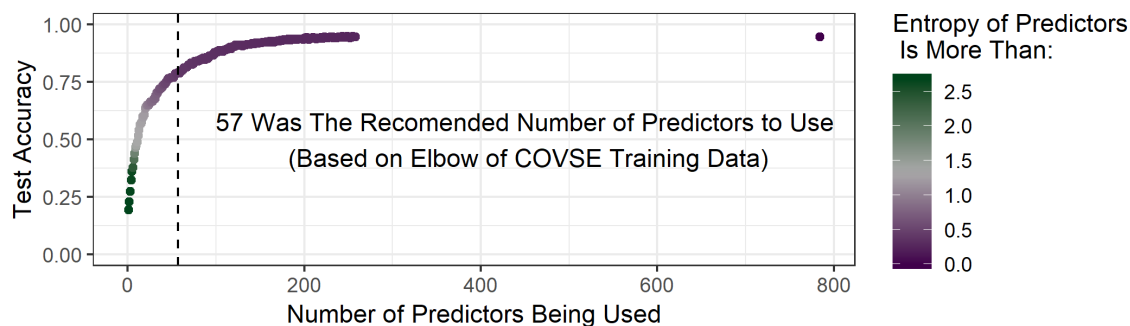 Entropy of Predictors
Is More Than:
1.00
0.75
0.50
0.25
0.00
Test Accuracy
57 Was The Recomended Number of Predictors to Use
(Based on Elbow of COVSE Training Data)
2.5
2.0
1.5
1.0
0.5
0.0
0
200
400
600
800
Number of Predictors Being Used